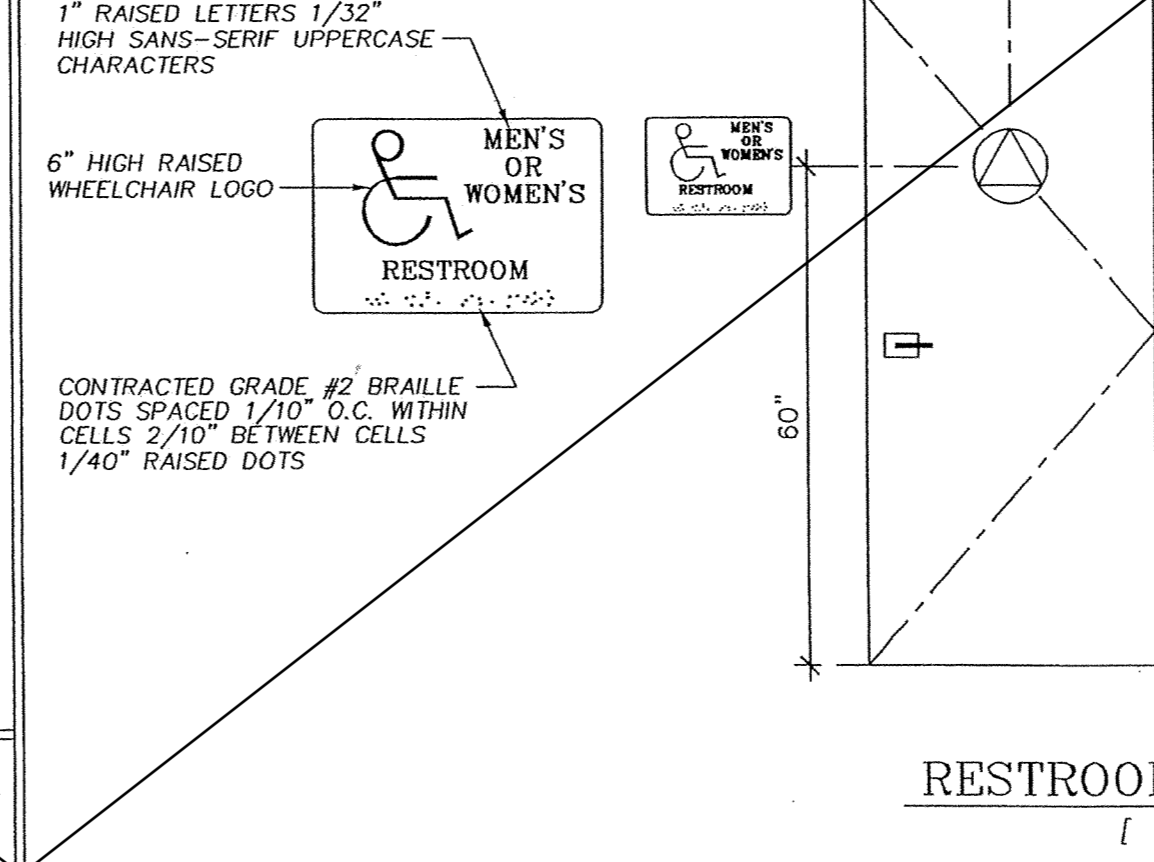 1" RAISED LETTERS 1/32"
HIGH SANS-SERIF UPPERCASE
CHARACTERS
6" HIGH RAISED
WHEELCHAIR LOGO
MEN'S
OR
WOMEN'S
RESTROOM
CONTRACTED GRADE #2 BRAILLE
DOTS SPACED 1/10" O.C. WITHIN
CELLS 2/10" BETWEEN CELLS
1/40" RAISED DOTS
MEN'S
OR
WOMEN'S
RESTROOM
60"
RESTROO
[